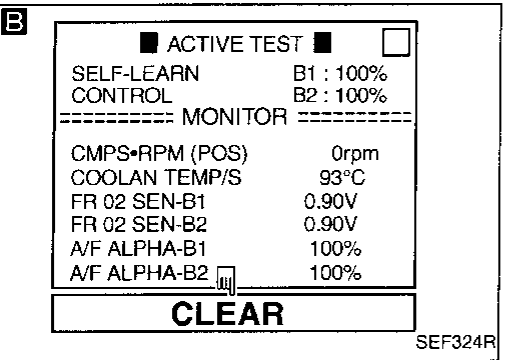 B
■ ACTIVE TEST ■
SELF-LEARN B1 : 100%
CONTROL B2 : 100%
=========== MONITOR ===========
CMPS•RPM (POS) 0rpm
COOLAN TEMP/S 93°C
FR 02 SEN-B1 0.90V
FR 02 SEN-B2 0.90V
A/F ALPHA-B1 100%
A/F ALPHA-B2 100%
CLEAR
SEF324R